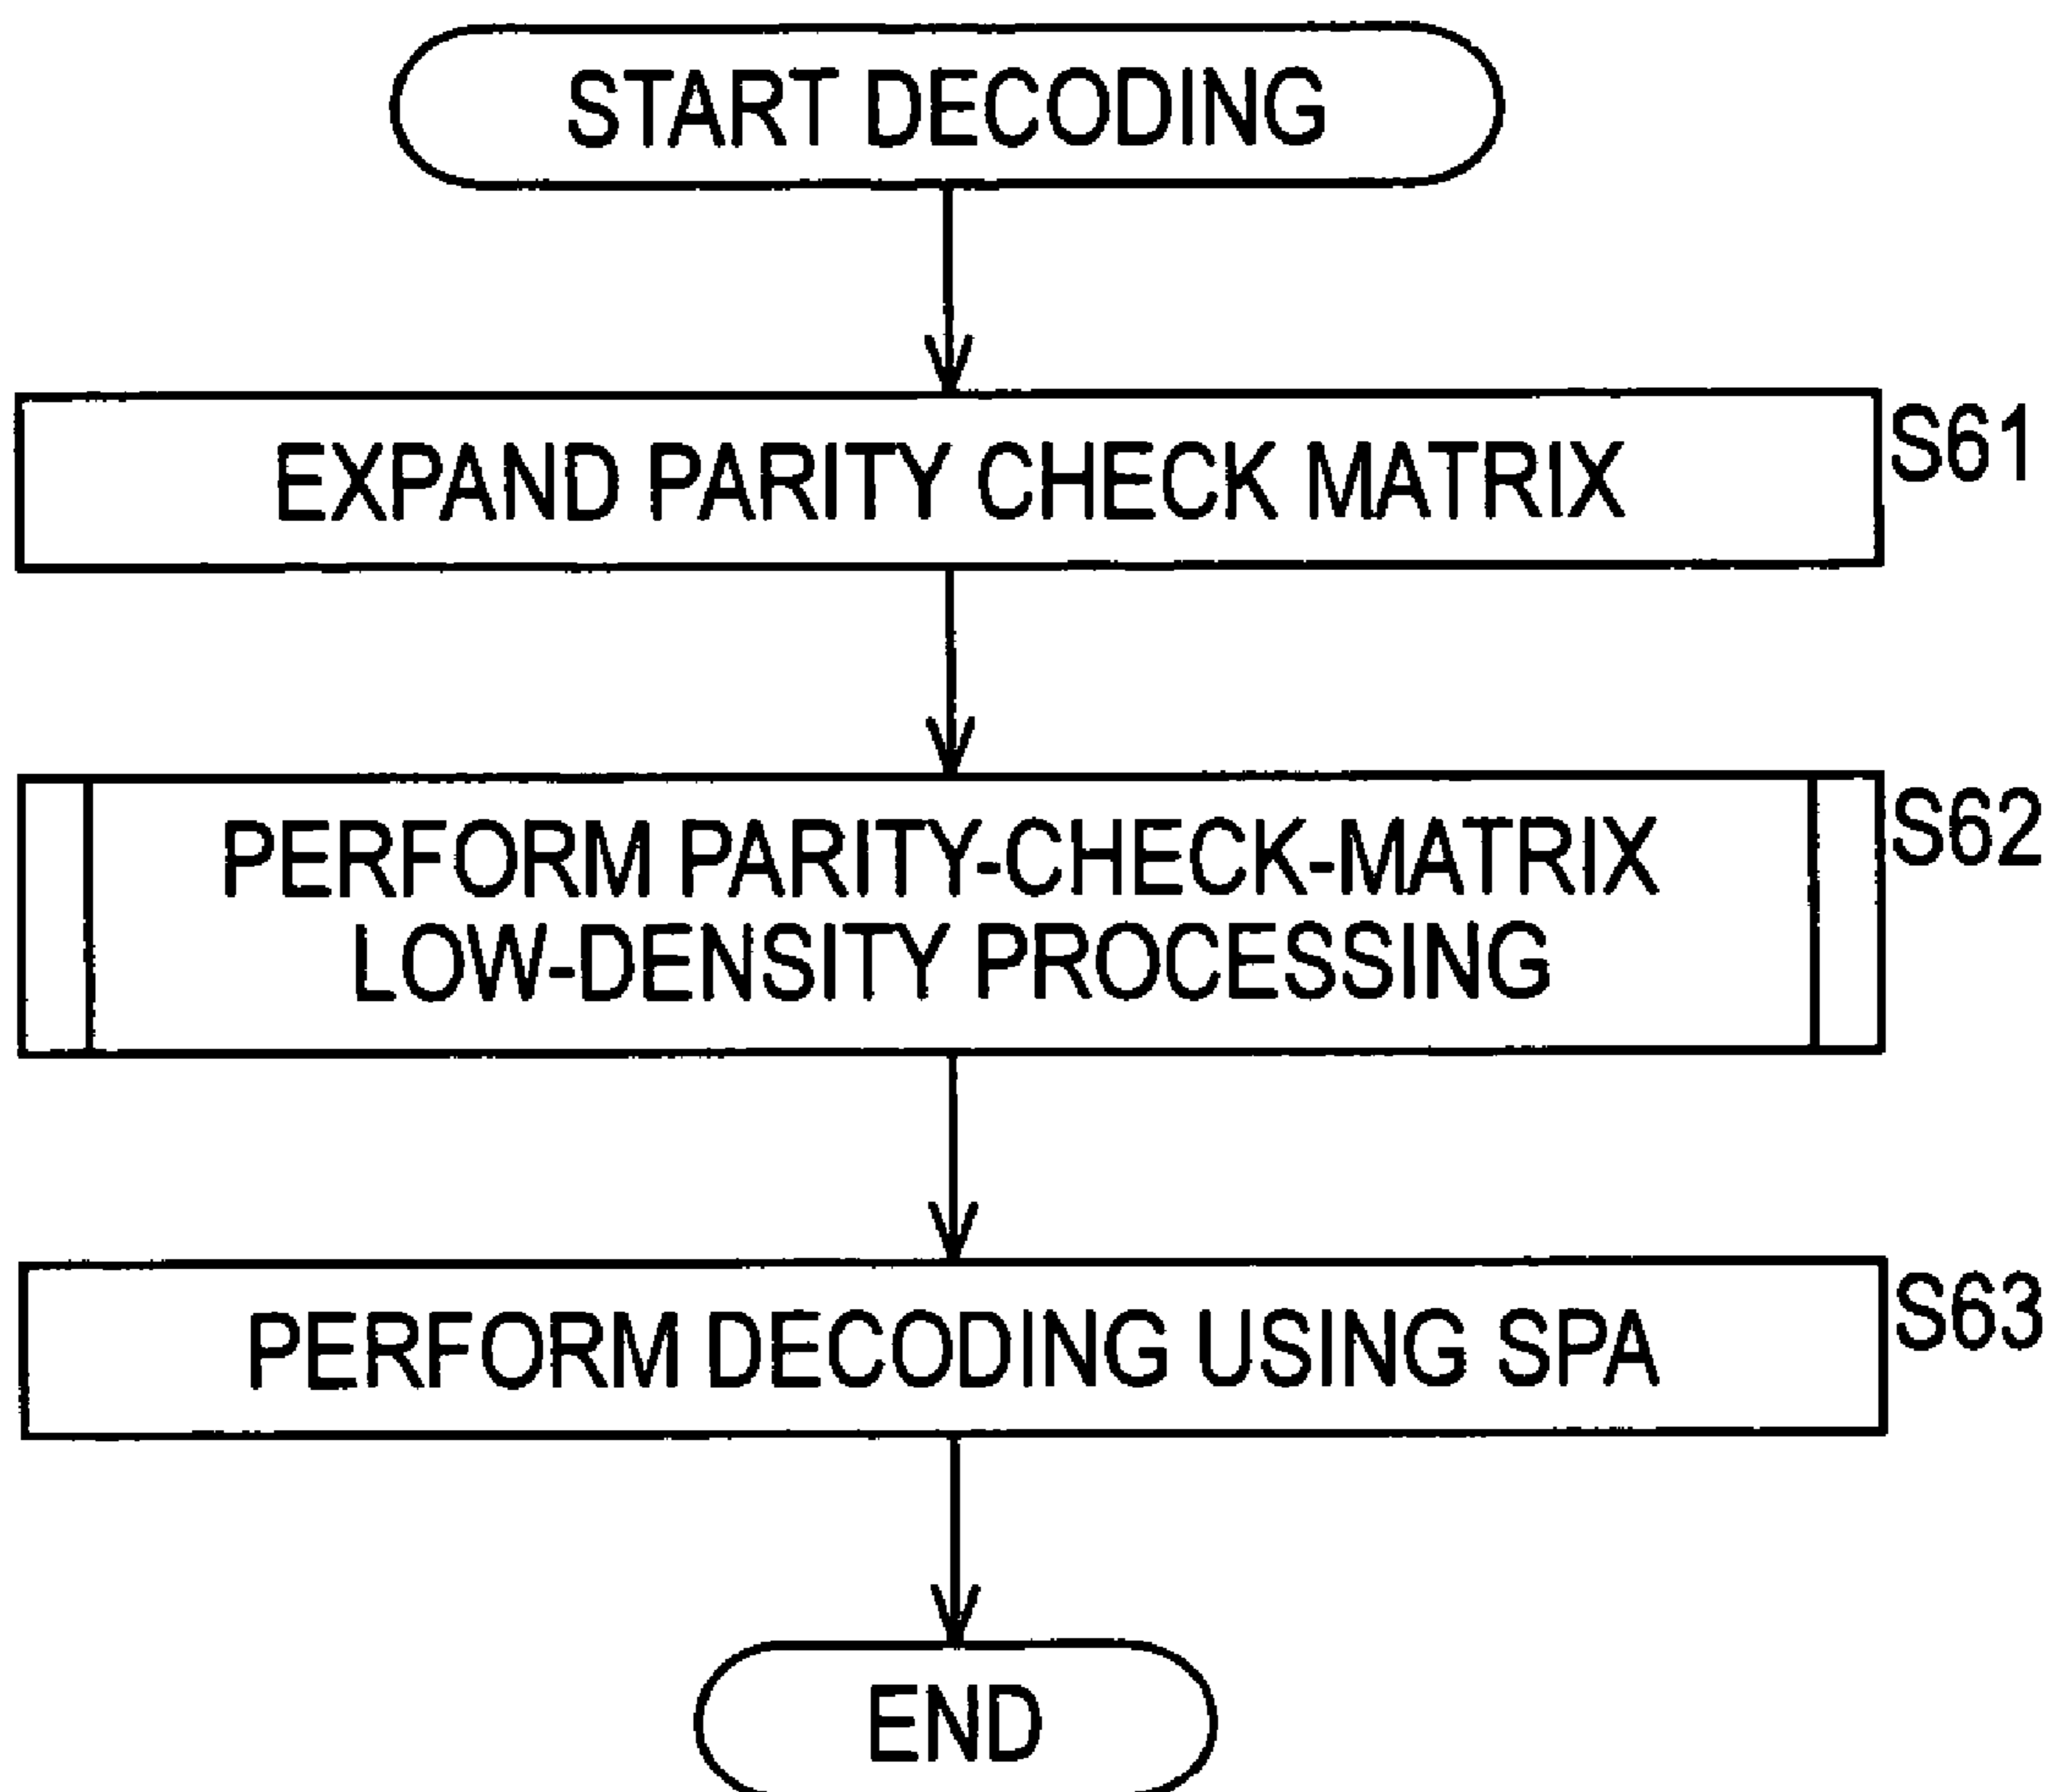 START DECODING
EXPAND PARITY CHECK MATRIX
S61
PERFORM PARITY-CHECK-MATRIX
LOW-DENSITY PROCESSING
S62
PERFORM DECODING USING SPA
S63
END